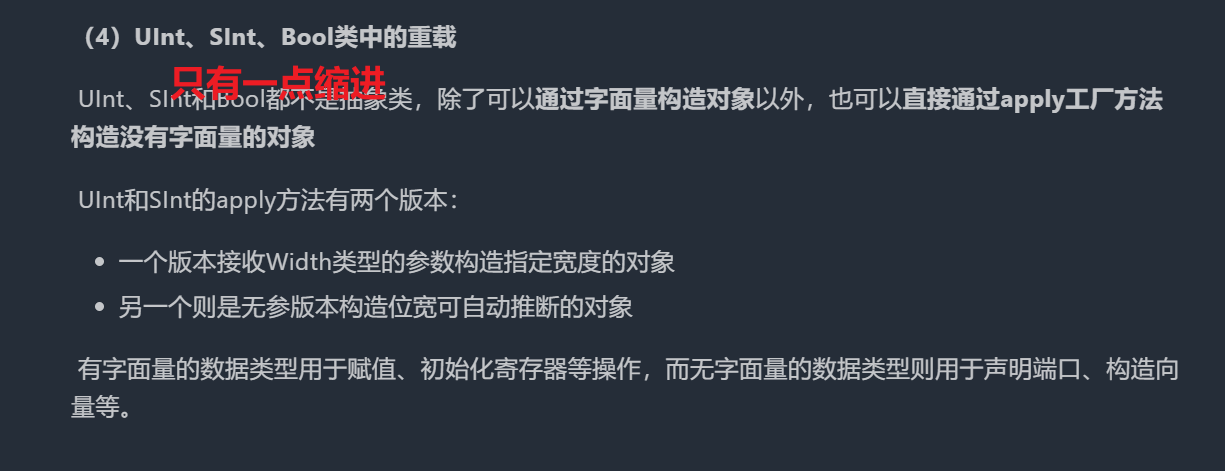 （4）UInt、SInt、Bool类中的重载
只有一点缩进
UInt、SInt和Bool都不是抽象类，除了可以通过字面量构造对象以外，也可以直接通过apply工厂方法
构造没有字面量的对象
UInt和SInt的apply方法有两个版本：
• 一个版本接收Width类型的参数构造指定宽度的对象
• 另一个则是无参版本构造位宽可自动推断的对象
有字面量的数据类型用于赋值、初始化寄存器等操作，而无字面量的数据类型则用于声明端口、构造向
量等。